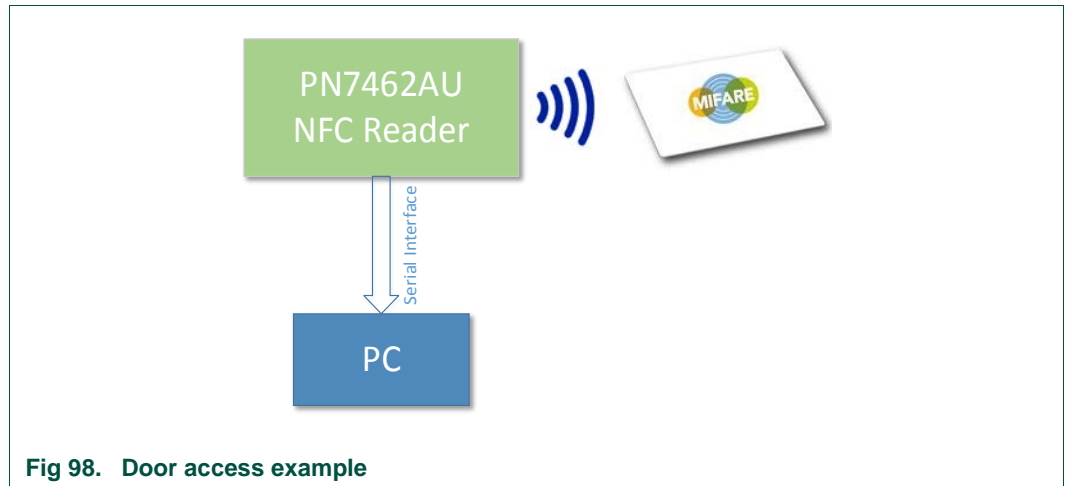 PN7462AU
NFC Reader
MIFARE
Serial Interface
PC
Fig 98. Door access example